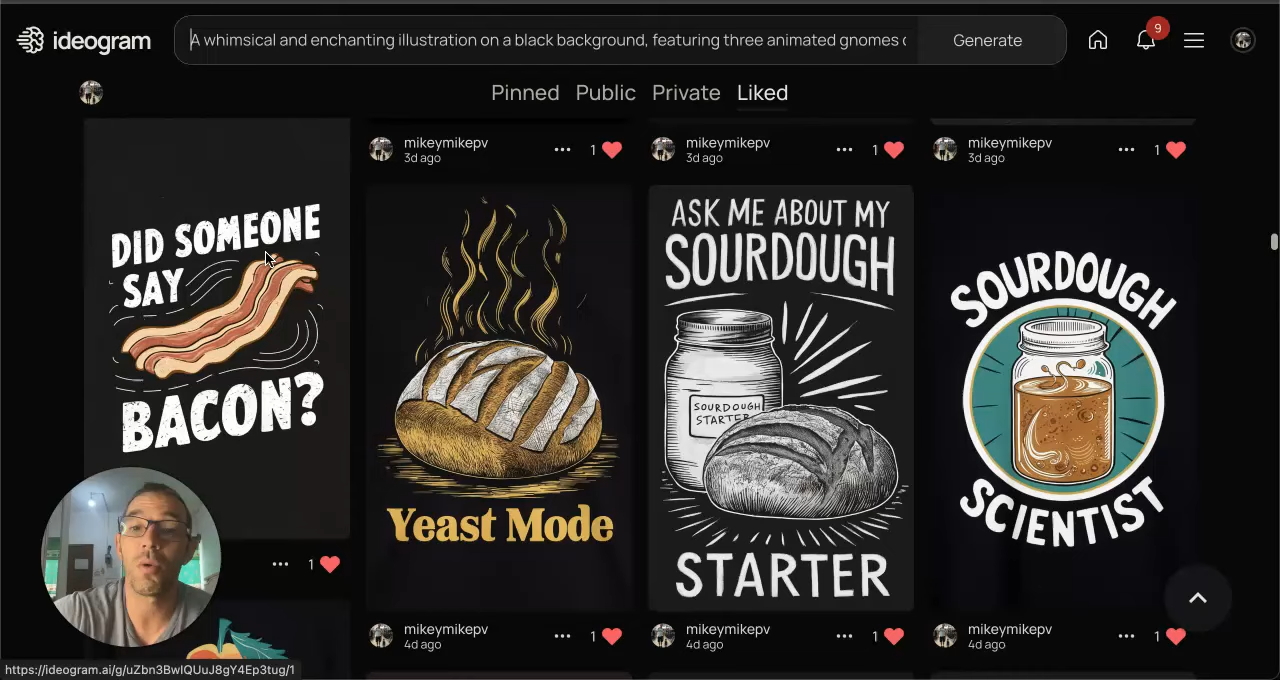 ideogram
A whimsical and enchanting illustration on a black background, featuring three animated gnomes
Generate
9
Pinned Public Private Liked
mikeymikepv
3d ago
1
mikeymikepv
3d ago
1
mikeymikepv
3d ago
1
DID SOMEONE
SAY
BACON?
1
Yeast Mode
mikeymikepv
4d ago
1
ASK ME ABOUT MY
SOURDOUGH
SOURDOUGH
STARTER
STARTER
mikeymikepv
4d ago
1
SOURDOUGH
SCIENTIST
mikeymikepv
4d ago
1
https://ideogram.ai/g/uZbn3BwIQUuJ8gY4Ep3tug/1